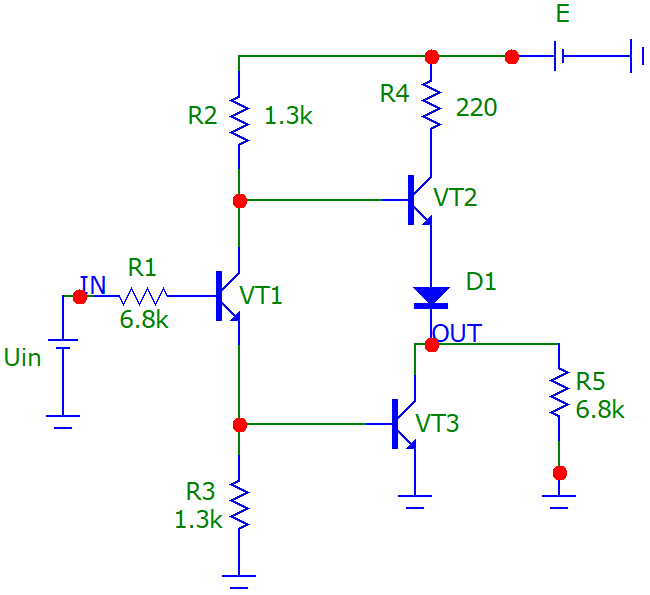 E
R4
220
R2
1.3k
VT2
R1
IN
VT1
D1
6.8k
OUT
Uin
R5
6.8k
VT3
R3
1.3k